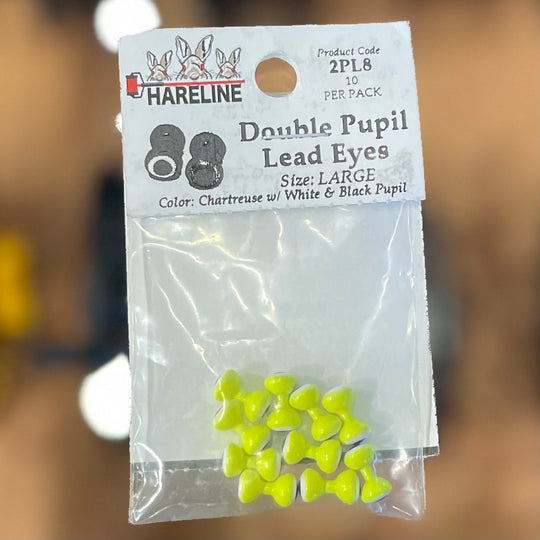 HARELINE
Product Code
2PL8
10
PER PACK
Double Pupil
Lead Eyes
Size: LARGE
Color: Chartreuse w/ White & Black Pupil